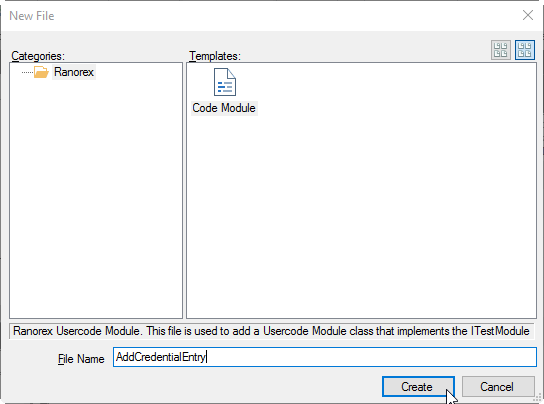 New File
Categories:
Templates:
Ranorex
Code Module
Ranorex Usercode Module. This file is used to add a Usercode Module class that implements the ITestModule
File Name
AddCredentialEntry
Create
Cancel